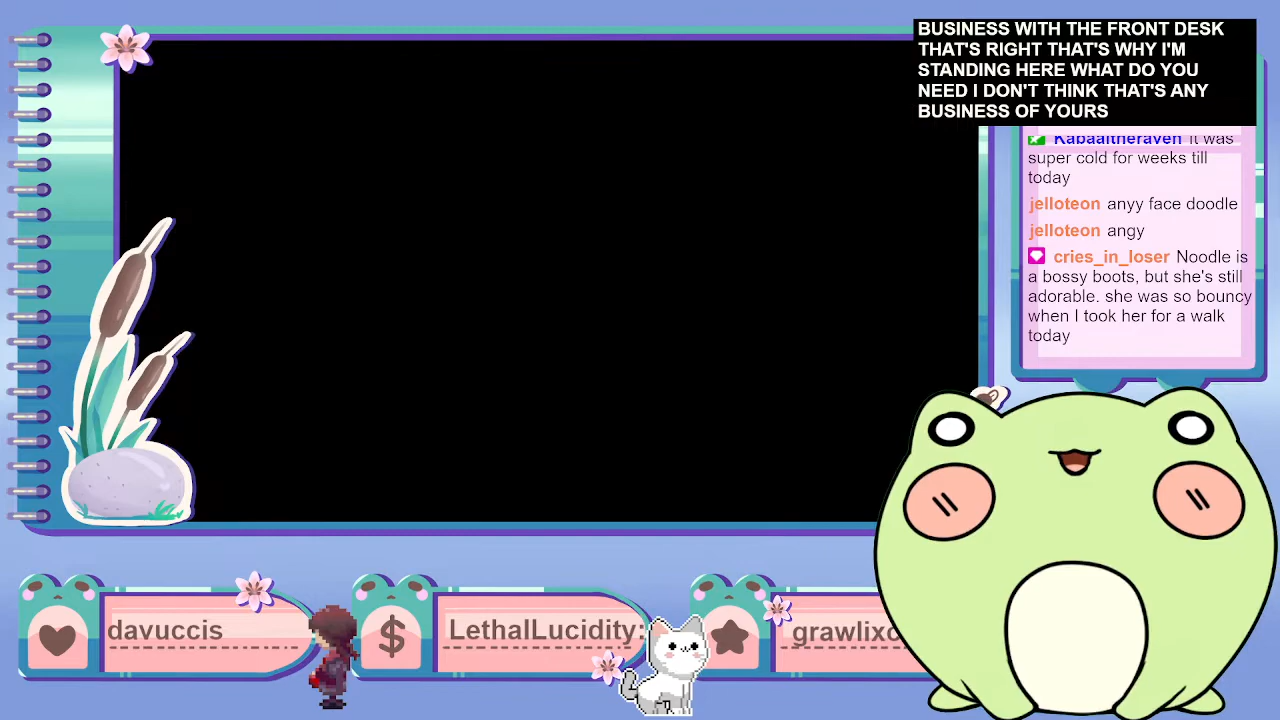 BUSINESS WITH THE FRONT DESK
THAT'S RIGHT THAT'S WHY I'M
STANDING HERE WHAT DO YOU
NEED I DON'T THINK THAT'S ANY
BUSINESS OF YOURS
Kabaaltheraven it was
super cold for weeks till
today
jelloteon anyy face doodle
jelloteon angy
cries_in_loser Noodle is
a bossy boots, but she's still
adorable. she was so bouncy
when I took her for a walk
today
davuccis
$
LethalLucidity:
grawlixc